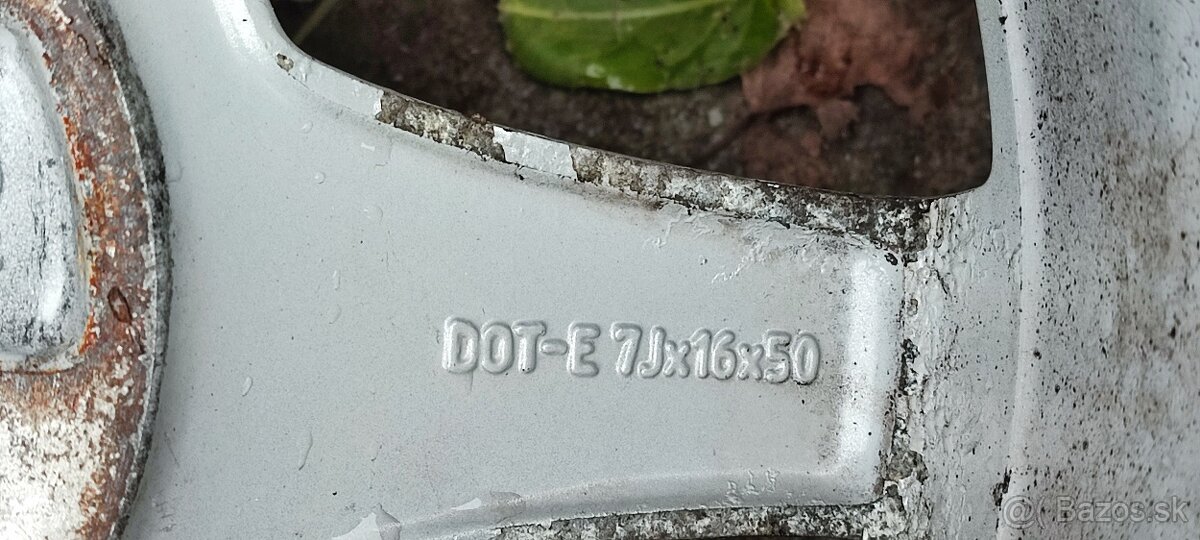 DOT-E 7Jx16x50
@ Bazos.sk